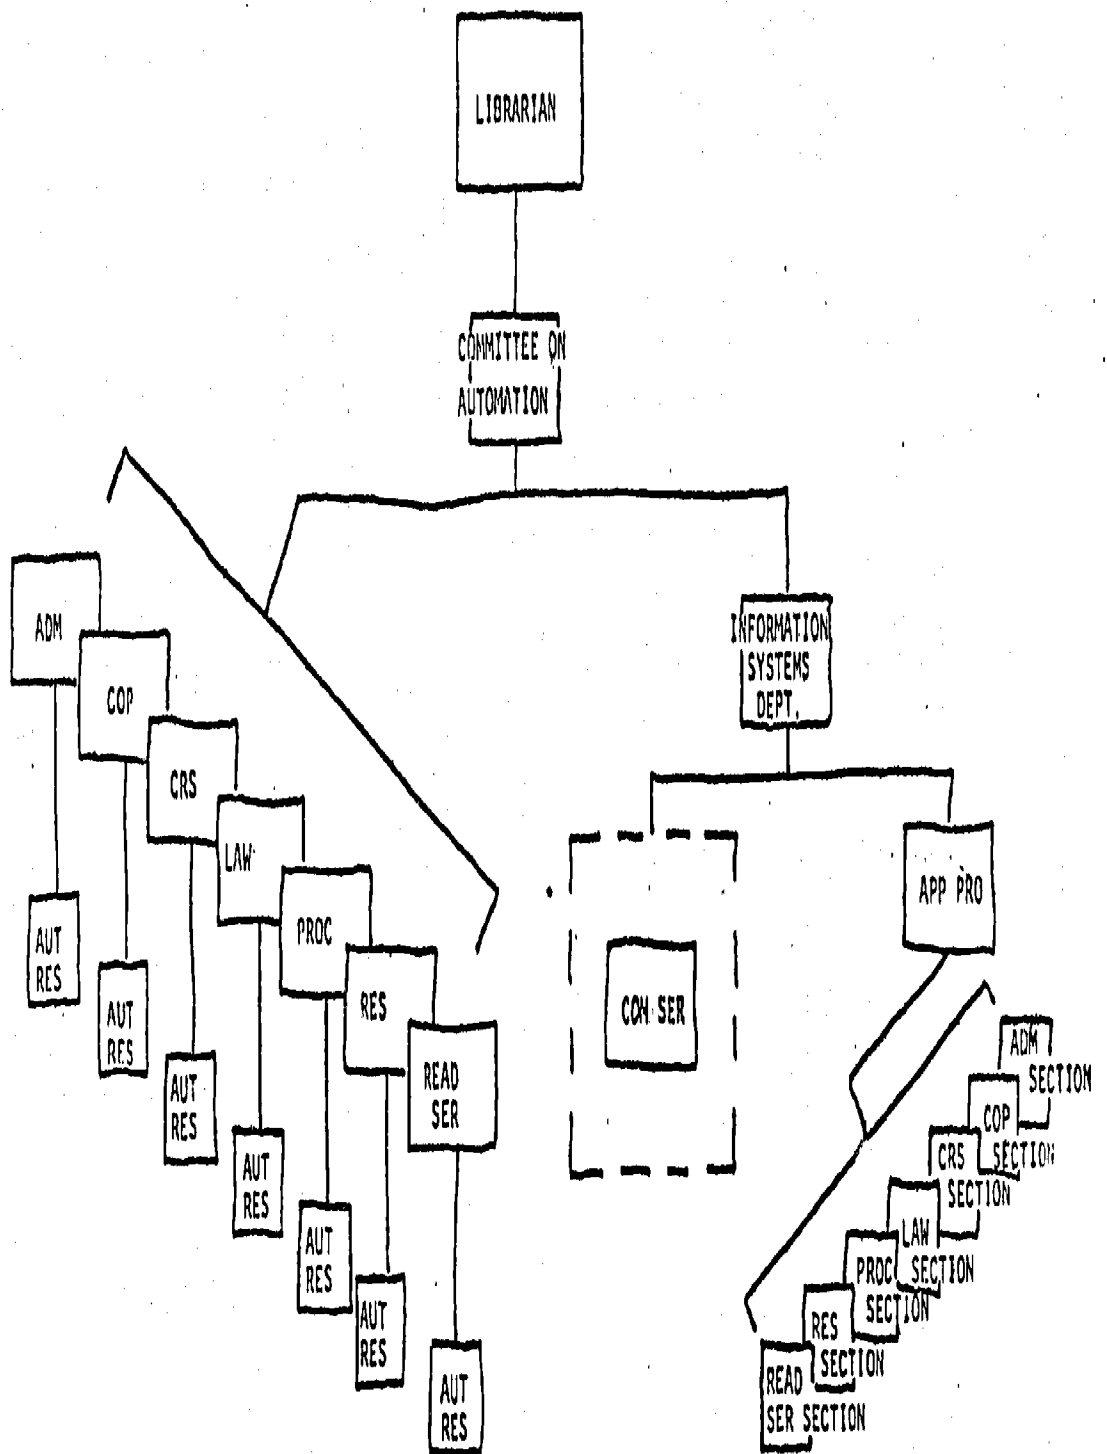 LIBRARIAN
COMMITTEE ON
AUTOMATION
INFORMATION
SYSTEMS
DEPT.
ADM
COP
CRS
LAW
PROC
RES
READ
SER
AUT
RES
AUT
RES
AUT
RES
AUT
RES
AUT
RES
AUT
RES
AUT
RES
COM SER
APP PRO
ADM
SECTION
COP
SECTION
CRS
SECTION
LAW
SECTION
PROC
SECTION
RES
SECTION
READ
SER SECTION